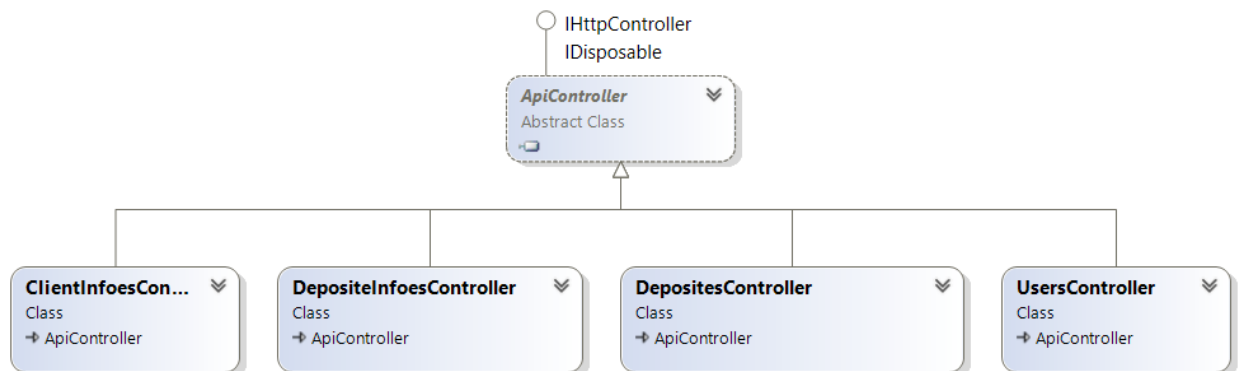 IHttpController
IDisposable
ApiController
Abstract Class
ClientInfoesCon...
Class
ApiController
DepositeInfoesController
Class
ApiController
DepositesController
Class
ApiController
UsersController
Class
ApiController